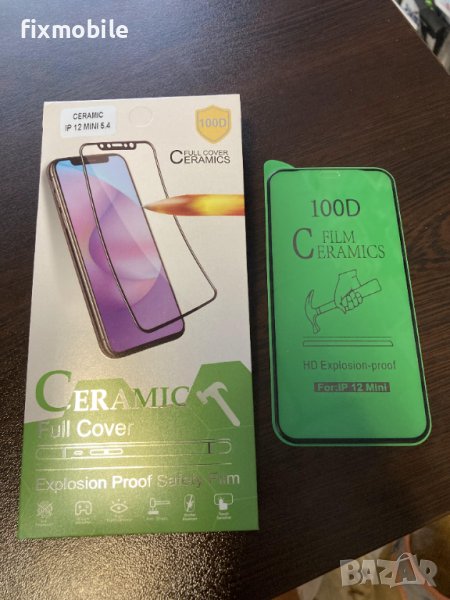 fixmobile
CERAMIC
IP 12 MINI 5.4
100D
FULL COVER
CERAMICS
CERAMIC
Full Cover
Explosion Proof Safety Film
100D
FILM
CERAMICS
HD Explosion-proof
For:IP 12 Mini
BAZAR